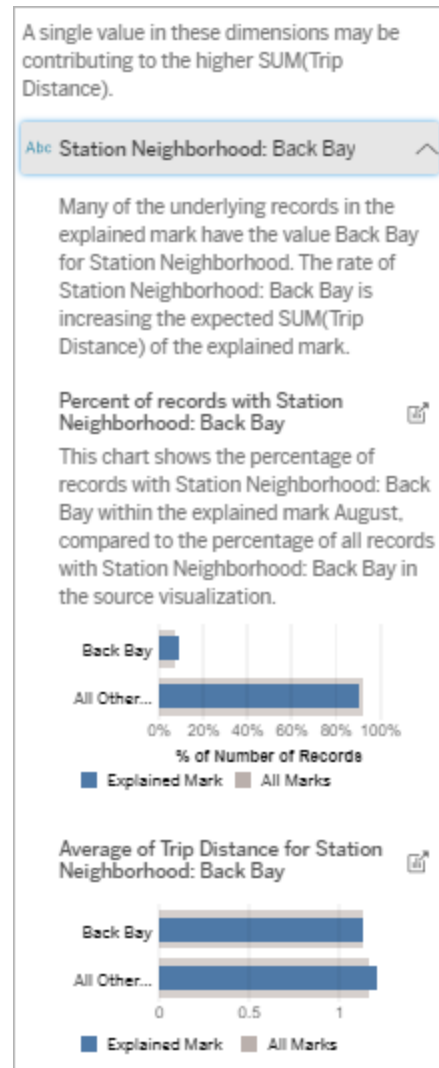 A single value in these dimensions may be
contributing to the higher SUM(Trip
Distance).
Abc Station Neighborhood: Back Bay
Many of the underlying records in the
explained mark have the value Back Bay
for Station Neighborhood. The rate of
Station Neighborhood: Back Bay is
increasing the expected SUM(Trip
Distance) of the explained mark.
Percent of records with Station
Neighborhood: Back Bay
This chart shows the percentage of
records with Station Neighborhood: Back
Bay within the explained mark August,
compared to the percentage of all records
with Station Neighborhood: Back Bay in
the source visualization.
Back Bay
All Other...
0% 20% 40% 60% 80% 100%
% of Number of Records
Explained Mark All Marks
Average of Trip Distance for Station
Neighborhood: Back Bay
Back Bay
All Other...
0 0.5 1
Explained Mark All Marks